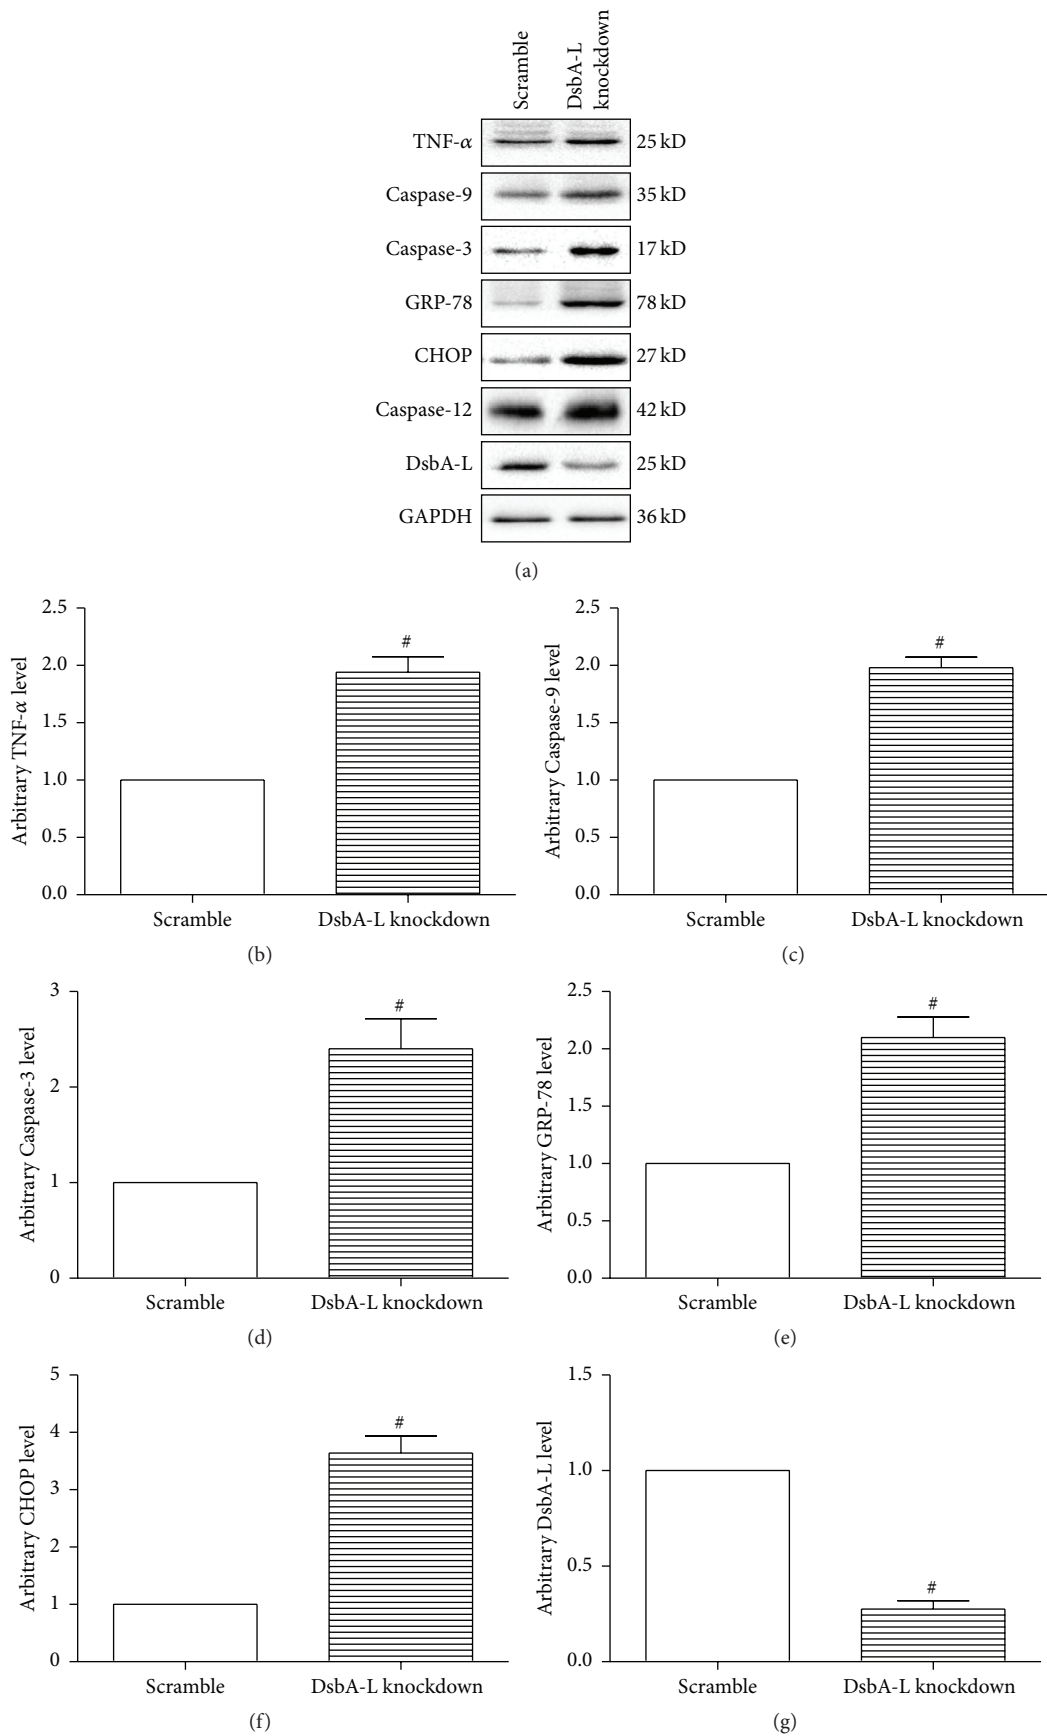 Scramble
DsbA-L
knockdown
TNF-α
25 kD
Caspase-9
35 kD
Caspase-3
17 kD
GRP-78
78 kD
CHOP
27 kD
Caspase-12
42 kD
DsbA-L
25 kD
GAPDH
36 kD
(a)
Arbitrary TNF-α level
2.5
2.0
1.5
1.0
0.5
0.0
#
Scramble
DsbA-L knockdown
(b)
Arbitrary Caspase-9 level
2.5
2.0
1.5
1.0
0.5
0.0
#
Scramble
DsbA-L knockdown
(c)
Arbitrary Caspase-3 level
3
2
1
0
#
Scramble
DsbA-L knockdown
(d)
Arbitrary GRP-78 level
2.5
2.0
1.5
1.0
0.5
0.0
#
Scramble
DsbA-L knockdown
(e)
Arbitrary CHOP level
5
4
3
2
1
0
#
Scramble
DsbA-L knockdown
(f)
Arbitrary DsbA-L level
1.5
1.0
0.5
0.0
#
Scramble
DsbA-L knockdown
(g)